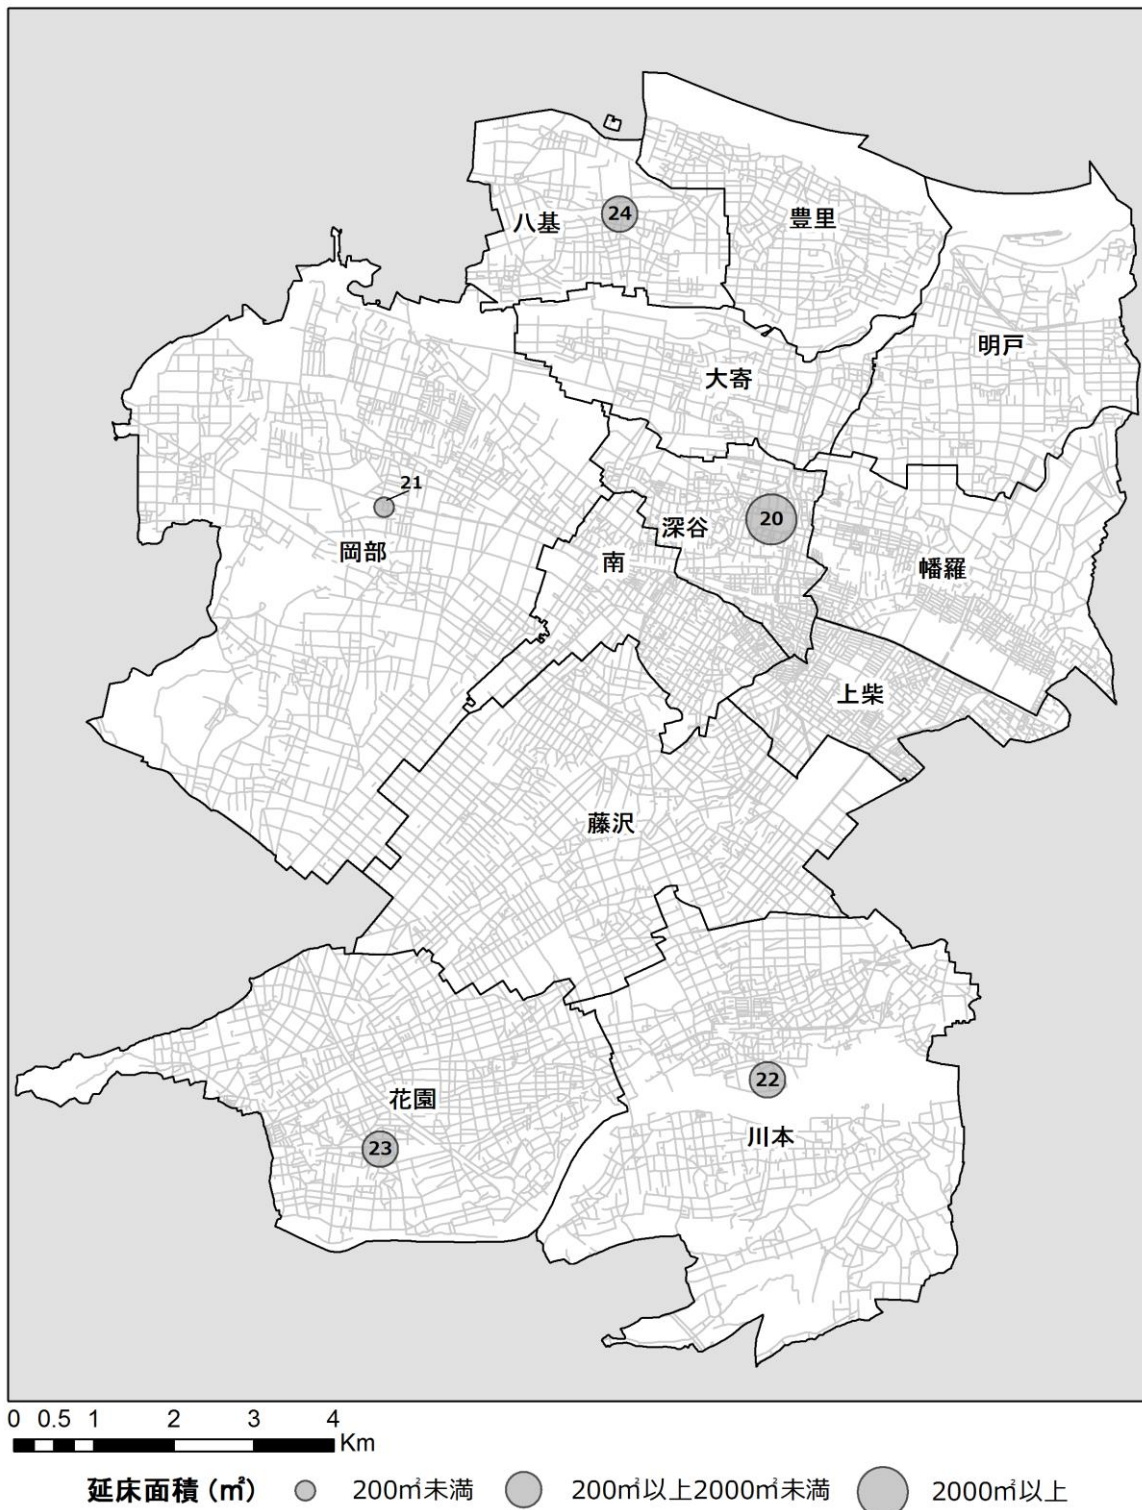 24
八基
豊里
明戸
大寄
21
20
深谷
岡部
南
幡羅
上柴
藤沢
22
花園
川本
23
0 0.5 1 2 3 4
Km
延床面積（㎡） 200㎡未満 200㎡以上2000㎡未満 2000㎡以上